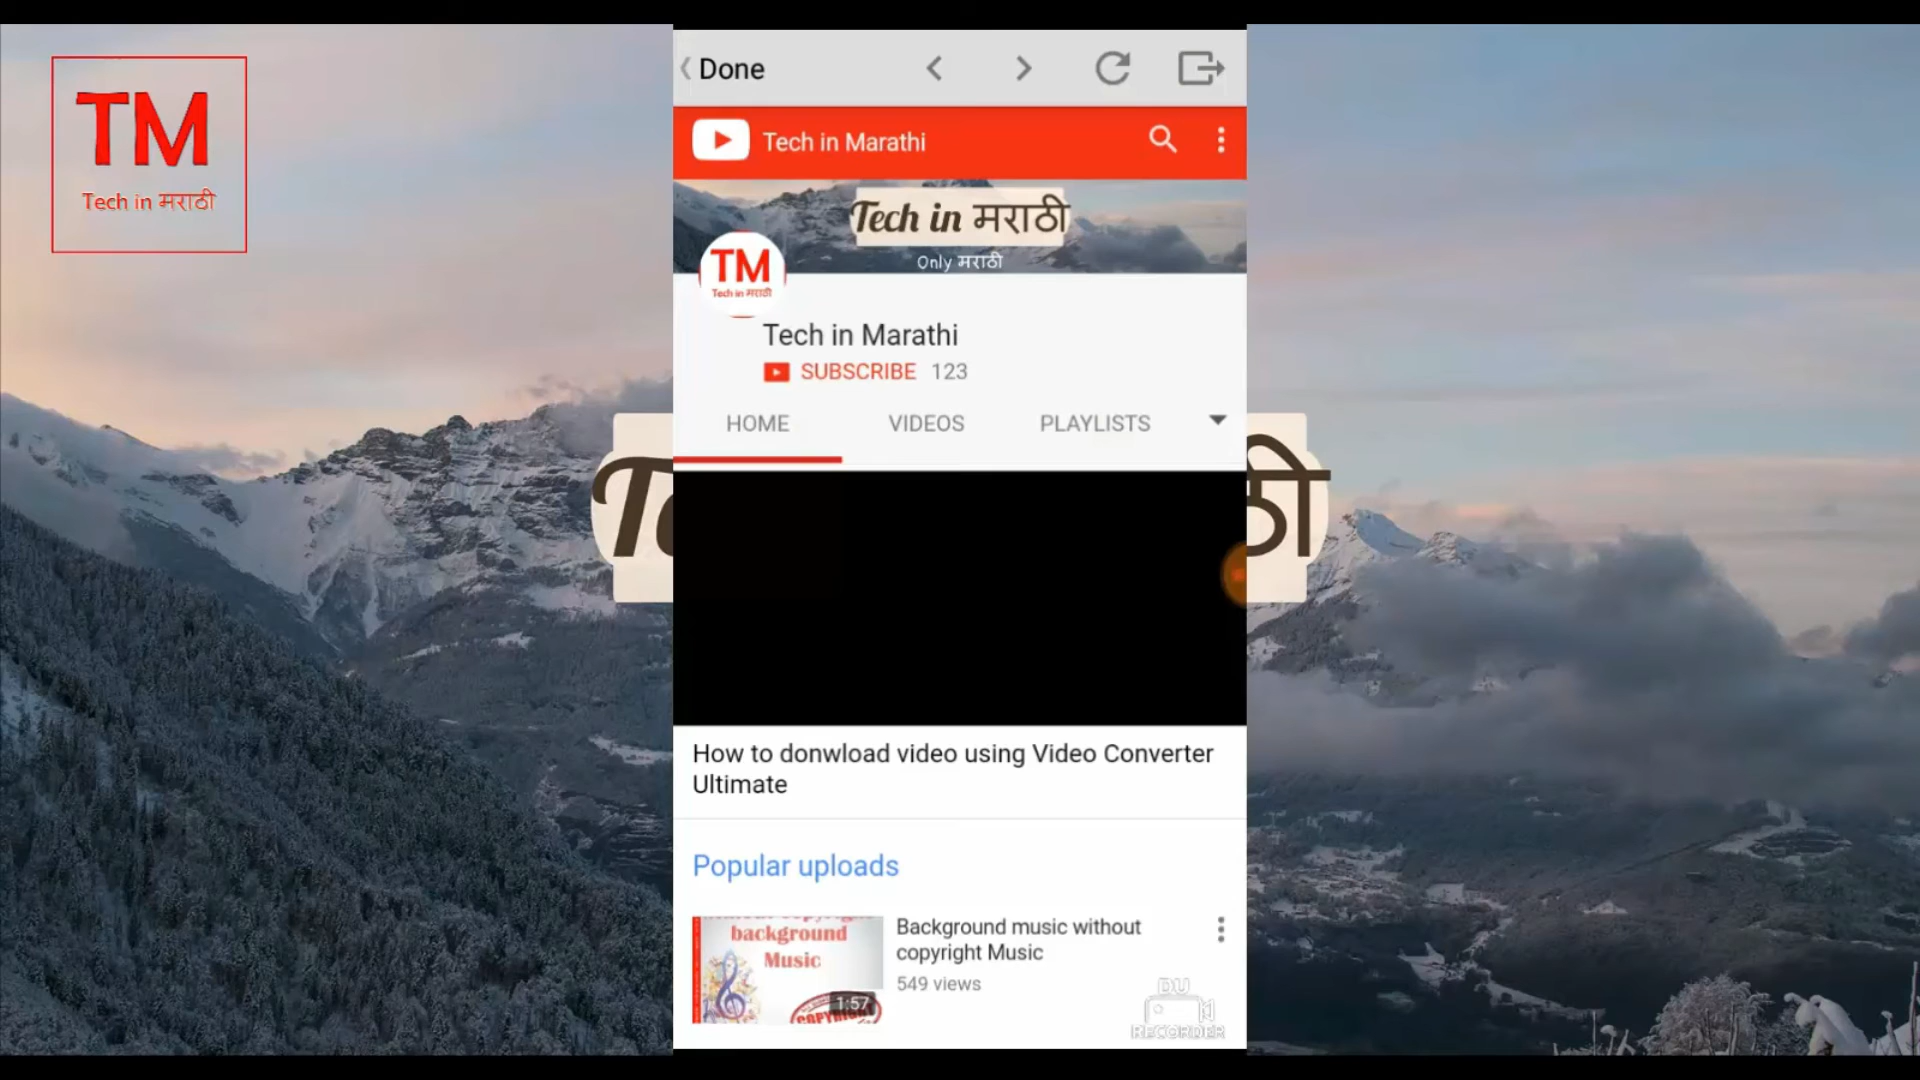 TM
Tech in मराठी
Done
Tech in Marathi
Tech in मराठी
Only मराठी
TM
Tech in मराठी
Tech in Marathi
SUBSCRIBE 123
HOME VIDEOS PLAYLISTS
How to donwload video using Video Converter
Ultimate
Popular uploads
background
Music
1:57
Background music without
copyright Music
549 views
DU
RECORDER